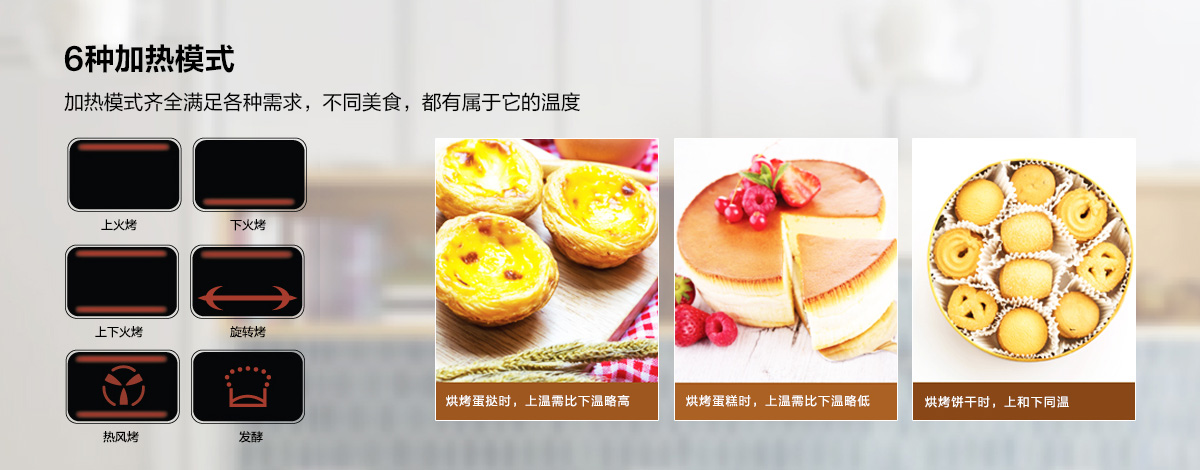 6种加热模式
加热模式齐全满足各种需求，不同美食，都有属于它的温度
上火烤
下火烤
上下火烤
旋转烤
热风烤
发酵
烘烤蛋挞时，上温需比下温略高
烘烤蛋糕时，上温需比下温略低
烘烤饼干时，上和下同温